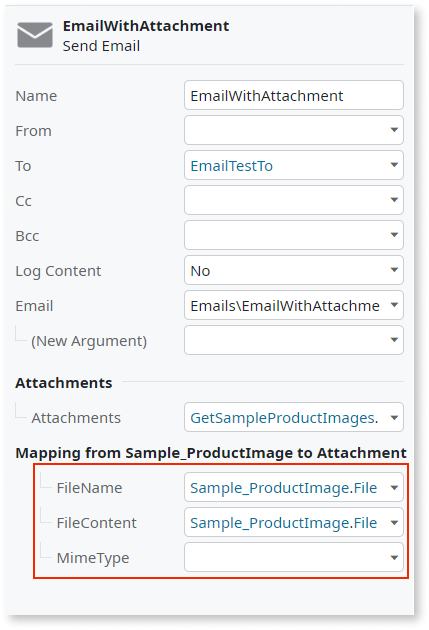 EmailWithAttachment
Send Email
Name EmailWithAttachment
From
To EmailTestTo
Cc
Bcc
Log Content No
Email Emails\EmailWithAttachme
(New Argument)
Attachments
Attachments GetSampleProductImages.
Mapping from Sample_ProductImage to Attachment
FileName Sample_ProductImage.File
FileContent Sample_ProductImage.File
MimeType